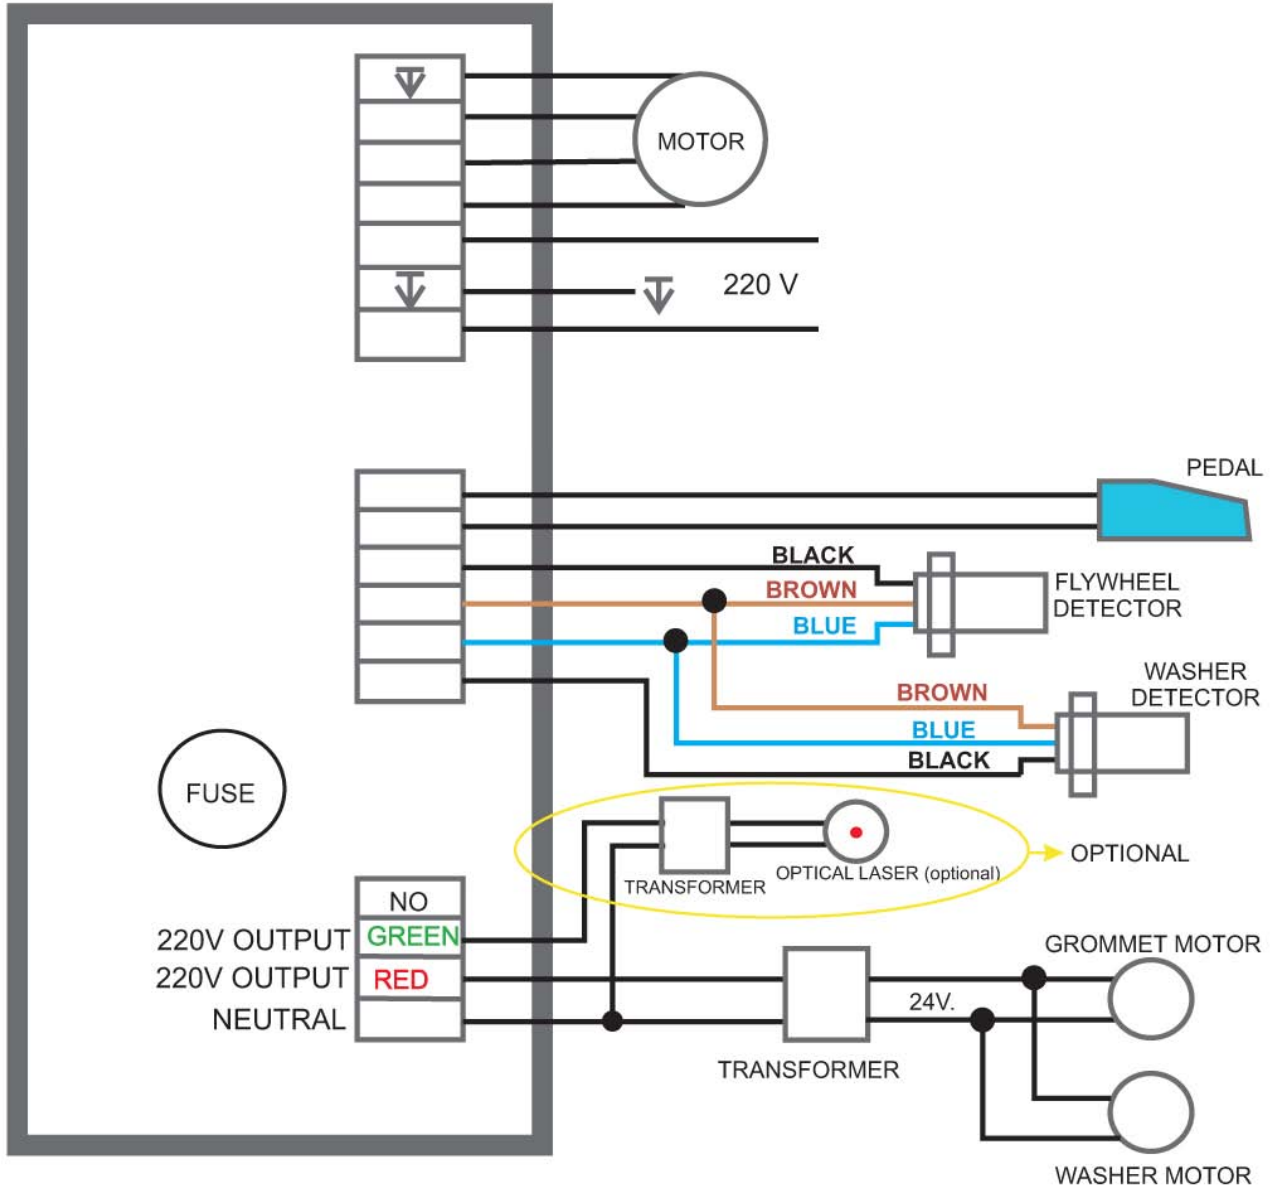 MOTOR
220 V
PEDAL
BLACK
BROWN
BLUE
FLYWHEEL
DETECTOR
WASHER
DETECTOR
BROWN
BLUE
BLACK
FUSE
OPTIONAL
TRANSFORMER
OPTICAL LASER (optional)
NO
220V OUTPUT
GREEN
220V OUTPUT
RED
NEUTRAL
GROMMET MOTOR
24V.
TRANSFORMER
WASHER MOTOR